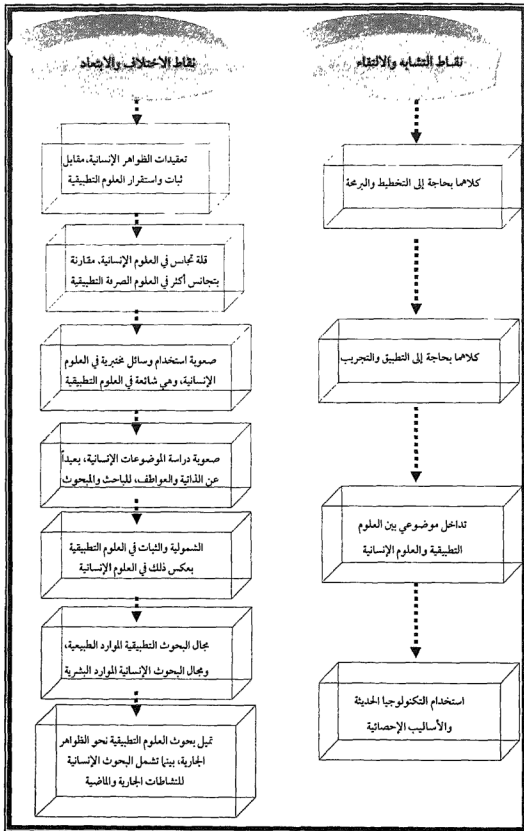 نقاط التشابه والالتقاء
كلاهما بحاجة إلى التخطيط والبرمجة
كلاهما بحاجة إلى التطبيق والتجريب
تداخل موضوعي بين العلوم
التطبيقية والعلوم الإنسانية
استخدام التكنولوجيا الحديثة
والأساليب الإحصائية
نقاط الاختلاف والابتعاد
تعقيدات الظواهر الإنسانية، مقابل
ثبات واستقرار العلوم التطبيقية
قلة تجانس في العلوم الإنسانية، مقارنة
بتجانس أكثر في العلوم الصرفة التطبيقية
صعوبة استخدام وسائل مختبرية في العلوم
الإنسانية، وهي شائعة في العلوم التطبيقية
صعوبة دراسة الموضوعات الإنسانية، بعيداً
عن الذاتية والعواطف، للباحث والمبحوث
الشمولية والثبات في العلوم التطبيقية
بعكس ذلك في العلوم الإنسانية
مجال البحوث التطبيقية الموارد الطبيعية،
ومجال البحوث الإنسانية الموارد البشرية
تميل بحوث العلوم التطبيقية نحو الظواهر
الجارية، بينما تشمل البحوث الإنسانية
للنشاطات الجارية والماضية